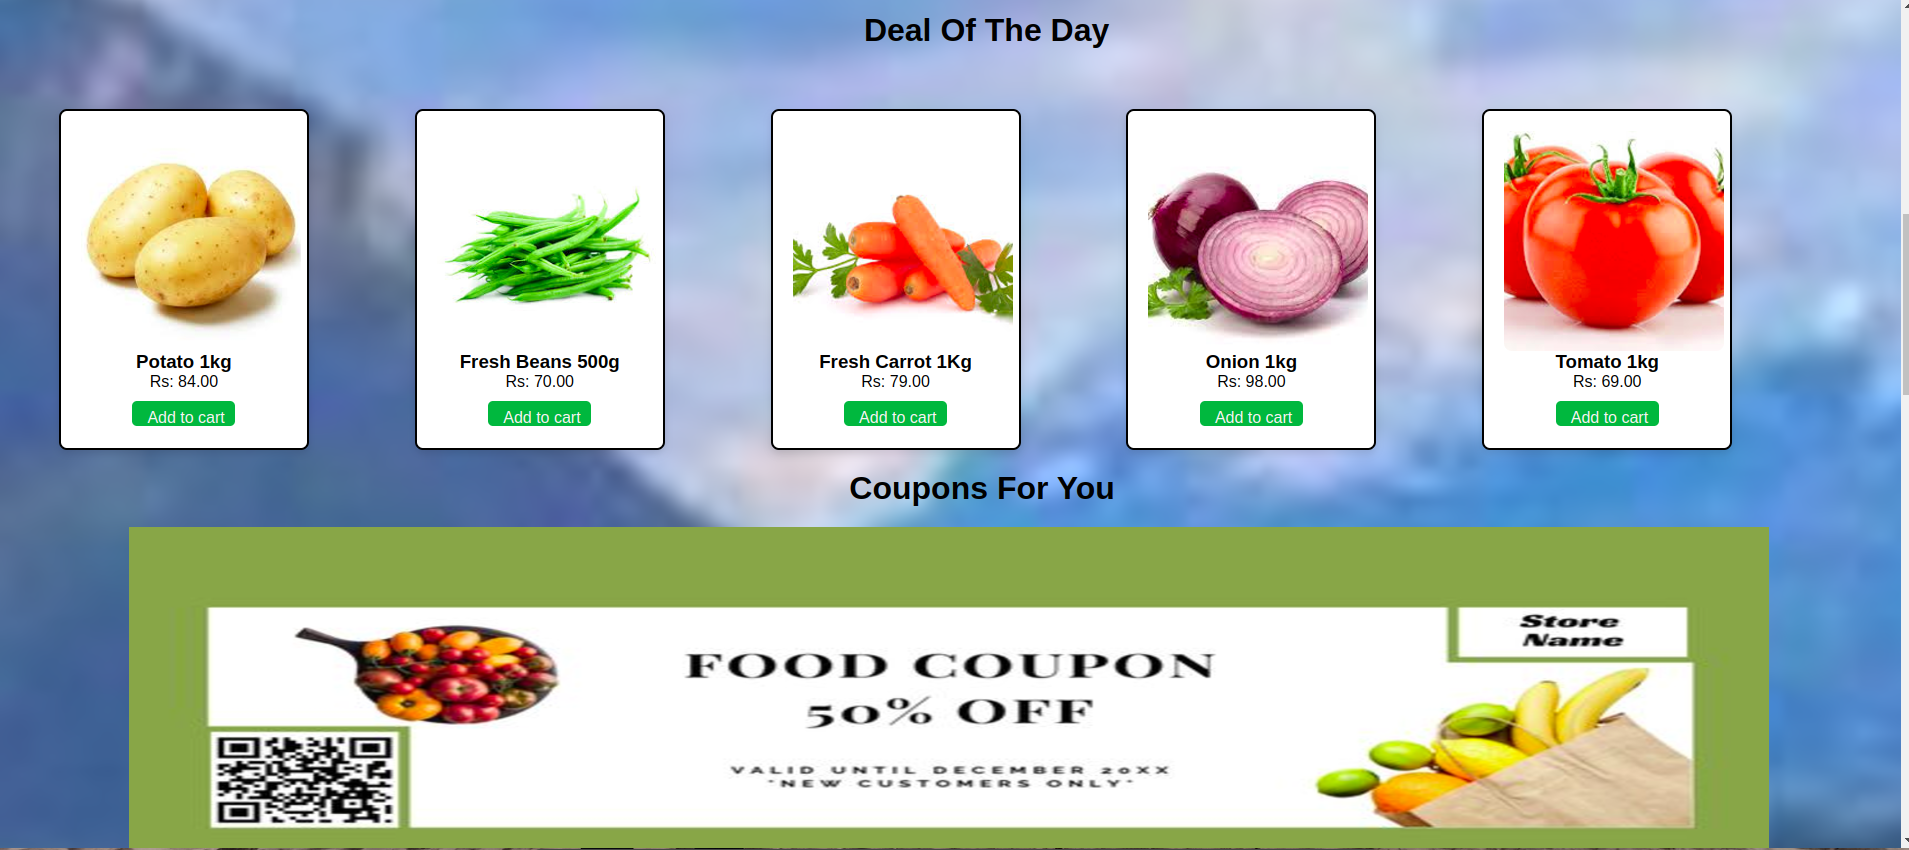 Deal Of The Day
Potato 1kg
Rs: 84.00
Add to cart
Fresh Beans 500g
Rs: 70.00
Add to cart
Fresh Carrot 1Kg
Rs: 79.00
Add to cart
Onion 1kg
Rs: 98.00
Add to cart
Tomato 1kg
Rs: 69.00
Add to cart
Coupons For You
Store
Name
FOOD COUPON
50% OFF
VALID UNTIL DECEMBER 20XX
*NEW CUSTOMERS ONLY*